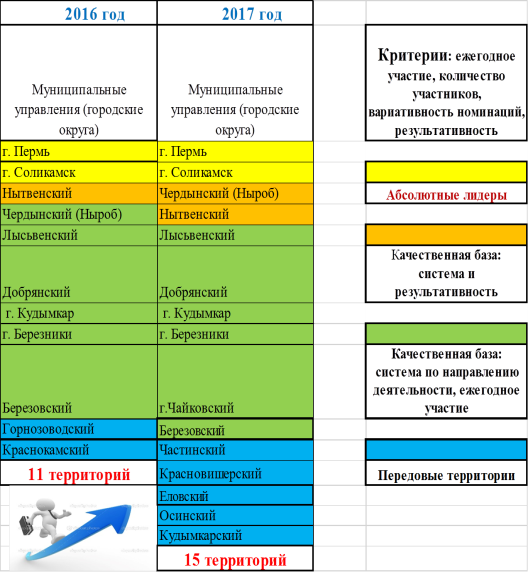 2016 год
2017 год
Муниципальные
управления (городские
округа)
Муниципальные
управления (городские
округа)
Критерии: ежегодное
участие, количество
участников,
вариативность номинаций,
результативность
г. Пермь
г. Пермь
г. Соликамск
г. Соликамск
Нытвенский
Чердынский (Ныроб)
Абсолютные лидеры
Чердынский (Ныроб)
Нытвенский
Лысьвенский
Лысьвенский
Качественная база:
система и
результативность
Добрянский
Добрянский
г. Кудымкар
г. Кудымкар
г. Березники
г. Березники
Качественная база:
система по направлению
деятельности, ежегодное
участие
Березовский
г.Чайковский
Горнозоводский
Березовский
Краснокамский
Частинский
11 территорий
Красновишерский
Передовые территории
Еловский
Осинский
Кудымкарский
15 территорий